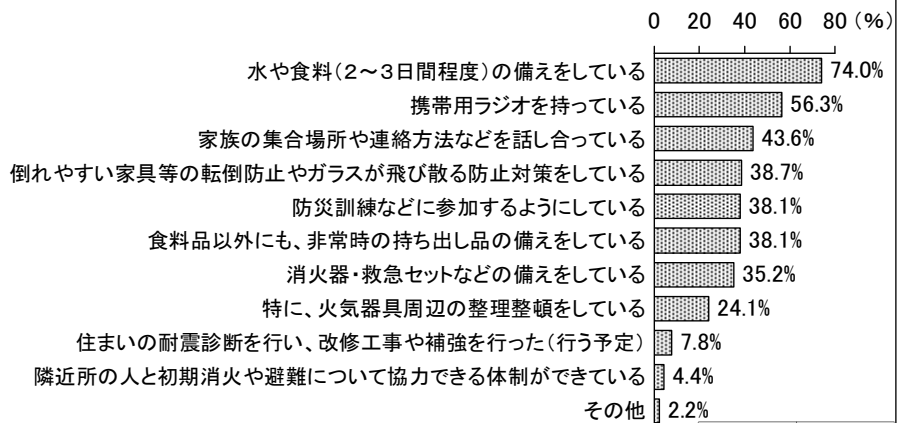 0 20 40 60 80 (%)
水や食料(2～3日間程度)の備えをしている 74.0%
携帯用ラジオを持っている 56.3%
家族の集合場所や連絡方法などを話し合っている 43.6%
倒れやすい家具等の転倒防止やガラスが飛び散る防止対策をしている 38.7%
防災訓練などに参加するようにしている 38.1%
食料品以外にも、非常時の持ち出し品の備えをしている 38.1%
消火器・救急セットなどの備えをしている 35.2%
特に、火気器具周辺の整理整頓をしている 24.1%
住まいの耐震診断を行い、改修工事や補強を行った(行う予定) 7.8%
隣近所の人と初期消火や避難について協力できる体制ができている 4.4%
その他 2.2%